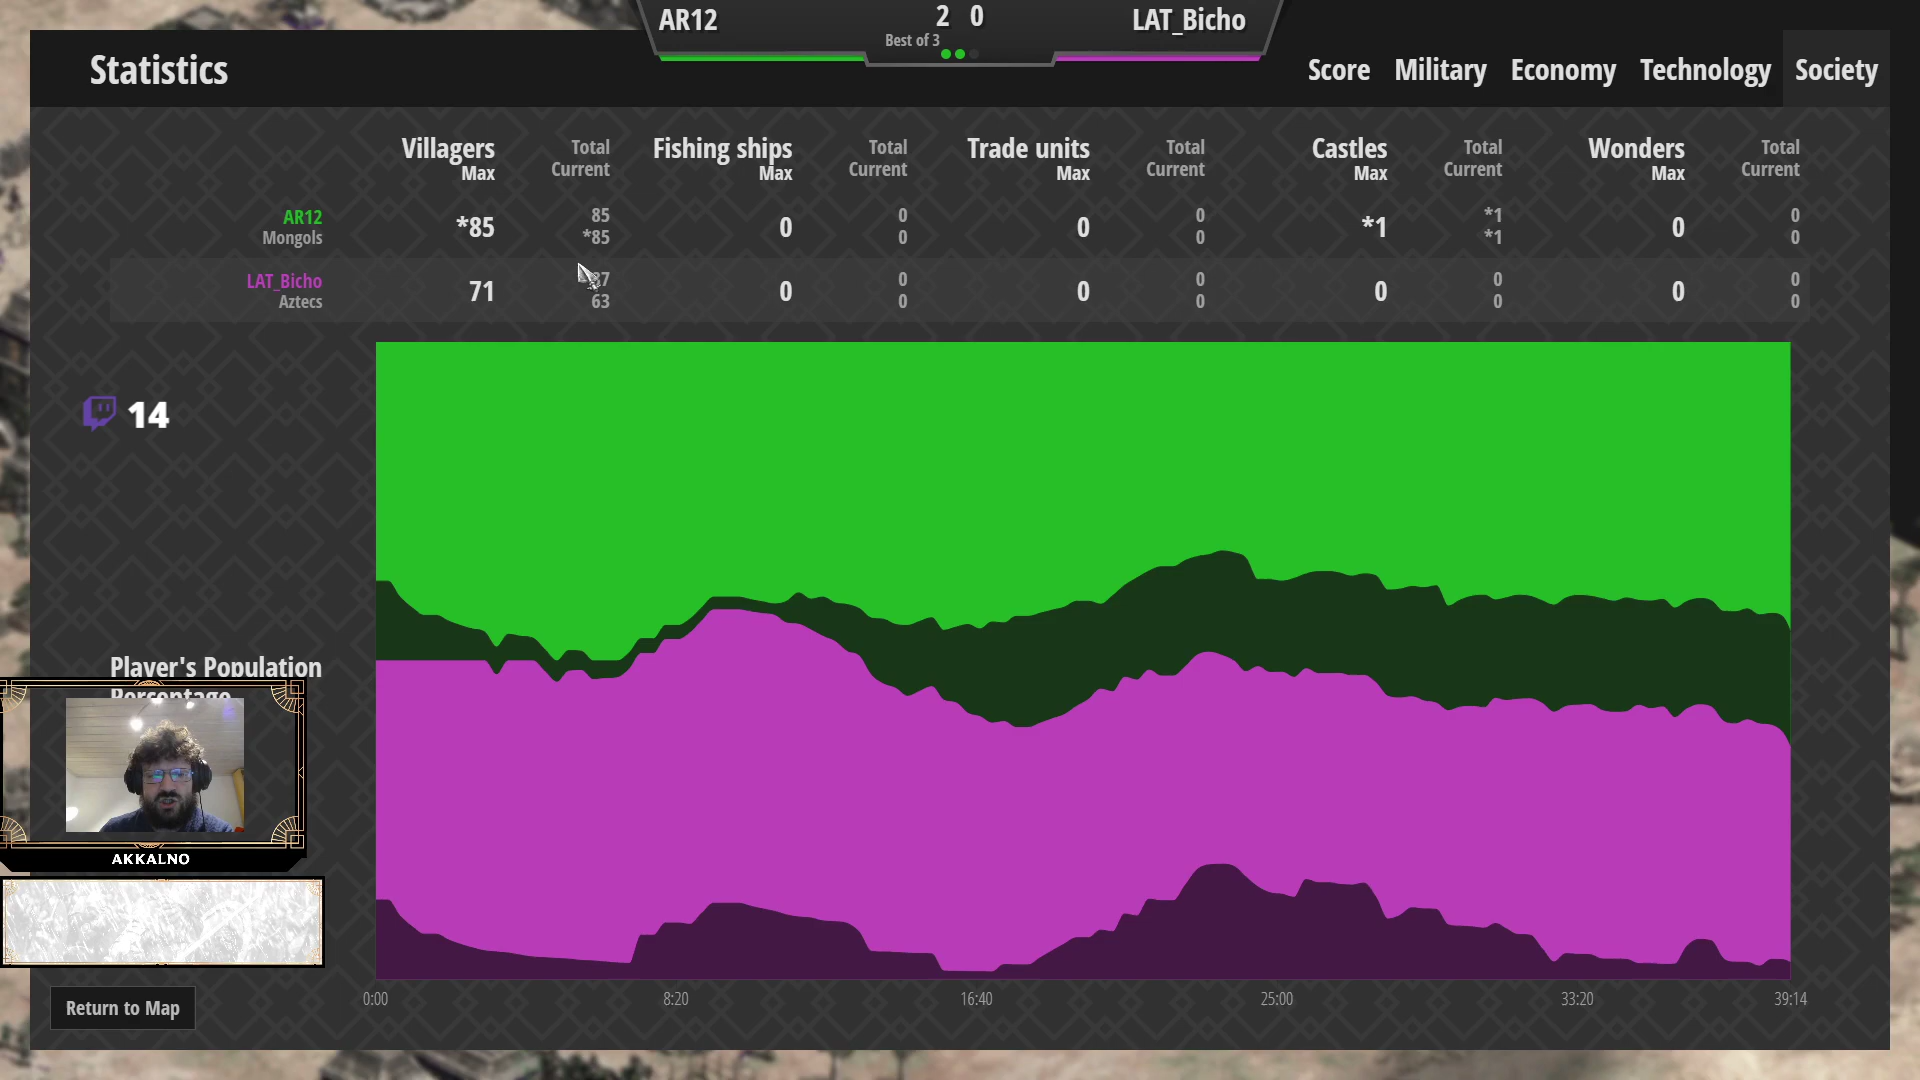 AR12 2 0 LAT_Bicho
Best of 3
Statistics Score Military Economy Technology Society
Villagers Total Fishing ships Total Trade units Total Castles Total Wonders Total
Max Current Max Current Max Current Max Current Max Current
AR12 *85 85 0 0 0 0 *1 *1 0 0
Mongols *85 0 0 *1 0
LAT_Bicho 71 0 0 0 0 0 0 0 0
Aztecs 63 0 0 0 0
14
Player's Population
Percentage
AKKALNO
Return to Map
0:00 8:20 16:40 25:00 33:20 39:14